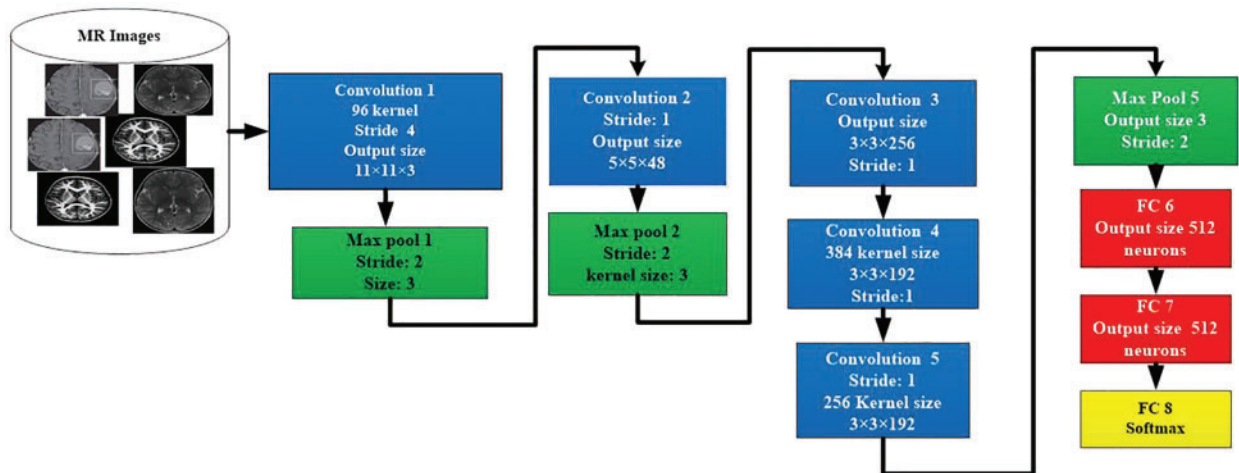 MR Images
Convolution 1
96 kernel
Stride 4
Output size
11×11×3
Max pool 1
Stride: 2
Size: 3
Convolution 2
Stride: 1
Output size
5×5×48
Max pool 2
Stride: 2
kernel size: 3
Convolution 3
Output size
3×3×256
Stride: 1
Convolution 4
384 kernel size
3×3×192
Stride:1
Convolution 5
Stride: 1
256 Kernel size
3×3×192
Max Pool 5
Output size 3
Stride: 2
FC 6
Output size 512
neurons
FC 7
Output size 512
neurons
FC 8
Softmax